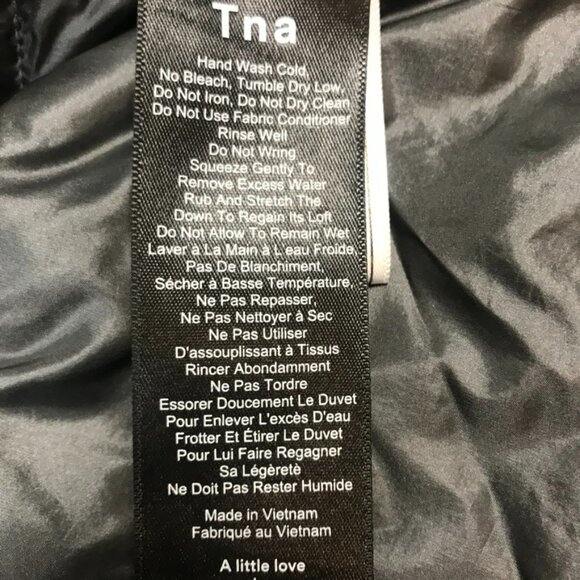 Tna
Hand Wash Cold,
No Bleach, Tumble Dry Low,
Do Not Iron, Do Not Dry Clean
Do Not Use Fabric Conditioner
Rinse Well
Do Not Wring
Squeeze Gently To
Remove Excess Water
Rub And Stretch The
Down To Regain Its Loft
Do Not Allow To Remain Wet
Laver à La Main à L'eau Froide,
Pas De Blanchiment,
Sécher à Basse Température,
Ne Pas Repasser,
Ne Pas Nettoyer à Sec
Ne Pas Utiliser
D'assouplissant à Tissus
Rincer Abondamment
Ne Pas Tordre
Essorer Doucement Le Duvet
Pour Enlever L'excès D'eau
Frotter Et Étirer Le Duvet
Pour Lui Faire Regagner
Sa Légèretè
Ne Doit Pas Rester Humide
Made in Vietnam
Fabriqué au Vietnam
A little love